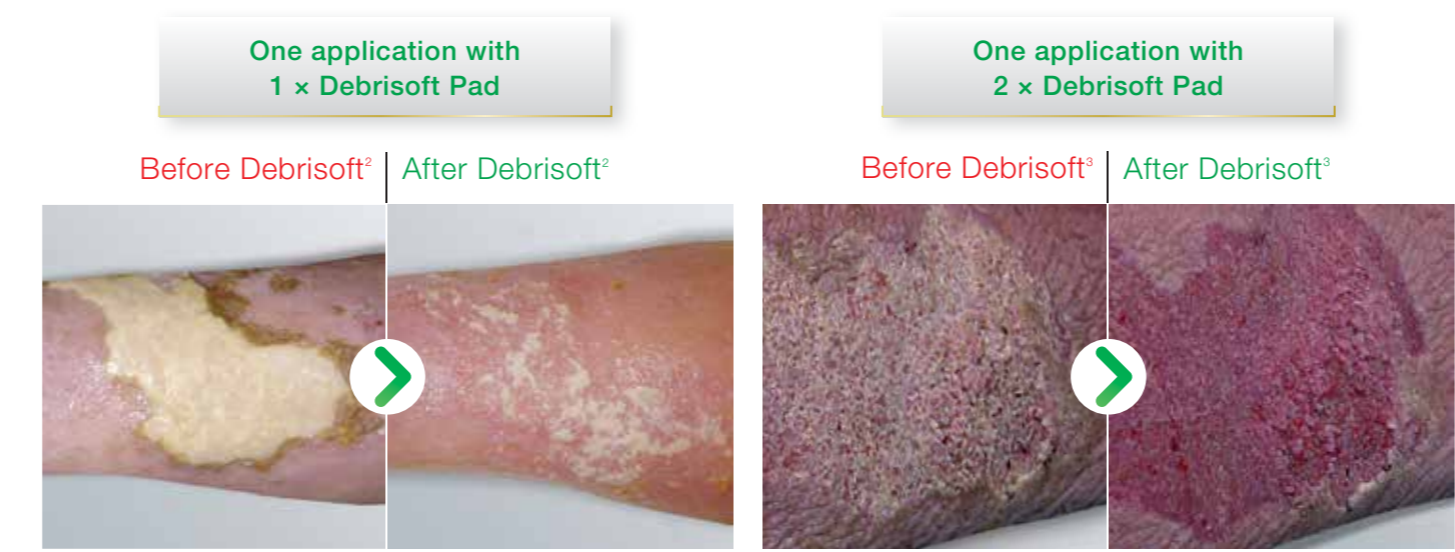 One application with
1 × Debrisoft Pad
Before Debrisoft²
After Debrisoft²
One application with
2 × Debrisoft Pad
Before Debrisoft³
After Debrisoft³